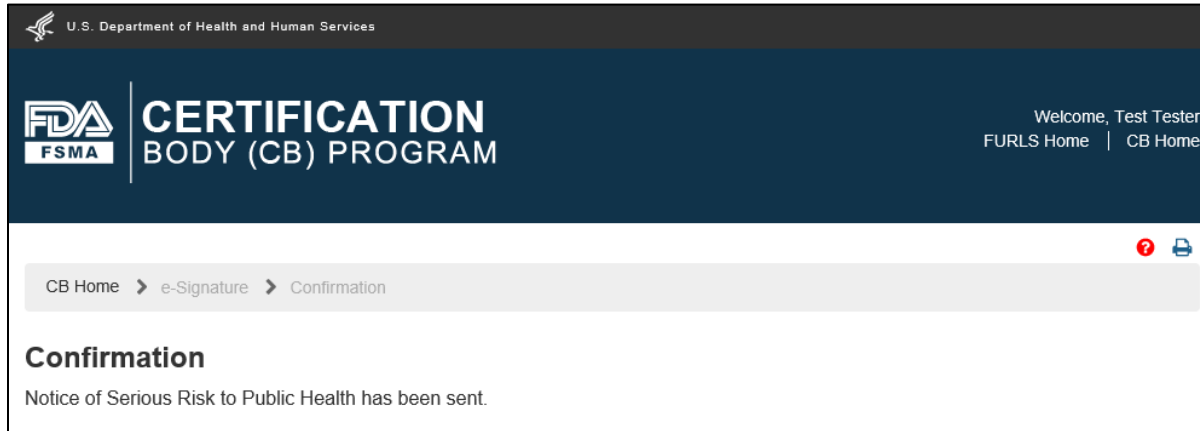 U.S. Department of Health and Human Services
FDA
FSMA
CERTIFICATION
BODY (CB) PROGRAM
Welcome, Test Tester
FURLS Home | CB Home
?
CB Home > e-Signature > Confirmation
Confirmation
Notice of Serious Risk to Public Health has been sent.